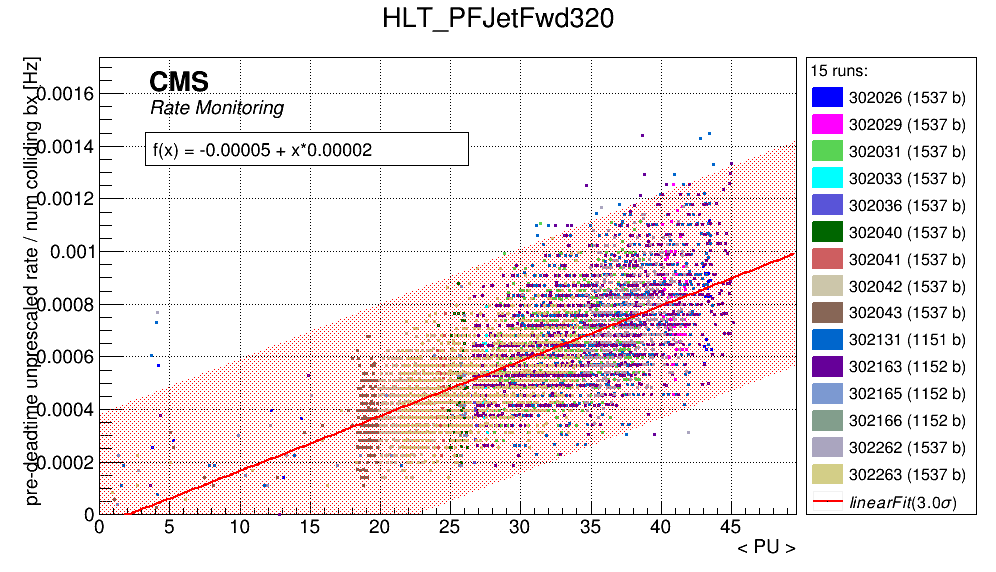 HLT_PFJetFwd320
pre-deadtime unprescaled rate / num colliding bx [Hz]
CMS
Rate Monitoring
f(x) = -0.00005 + x*0.00002
0.0016
0.0014
0.0012
0.001
0.0008
0.0006
0.0004
0.0002
0
0 5 10 15 20 25 30 35 40 45
< PU >
15 runs:
302026 (1537 b)
302029 (1537 b)
302031 (1537 b)
302033 (1537 b)
302036 (1537 b)
302040 (1537 b)
302041 (1537 b)
302042 (1537 b)
302043 (1537 b)
302131 (1151 b)
302163 (1152 b)
302165 (1152 b)
302166 (1152 b)
302262 (1537 b)
302263 (1537 b)
linearFit(3.0σ)